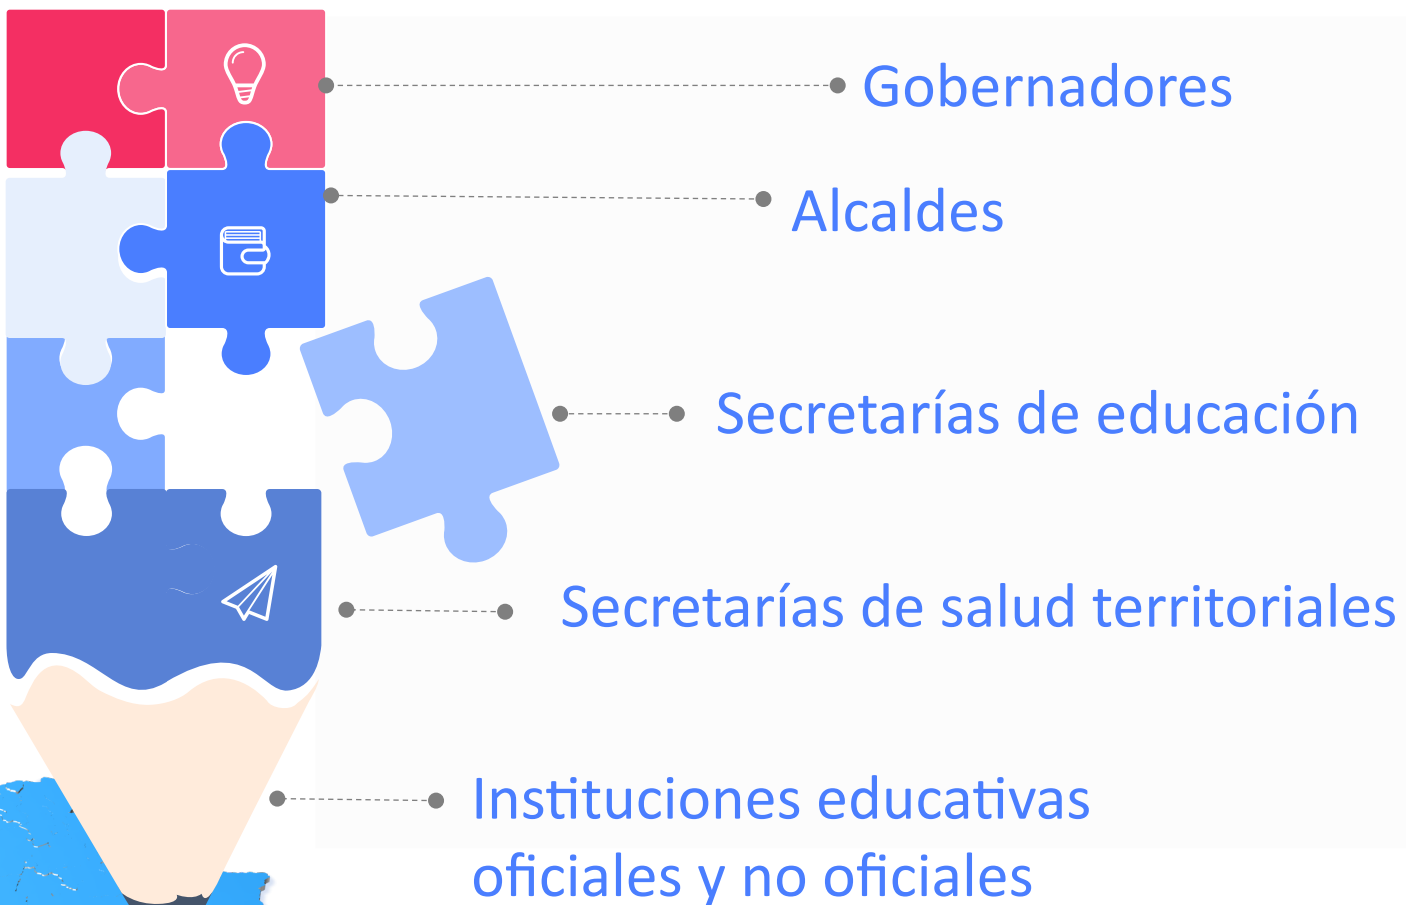 Gobernadores
Alcaldes
Secretarías de educación
Secretarías de salud territoriales
Instituciones educativas
oficiales y no oficiales